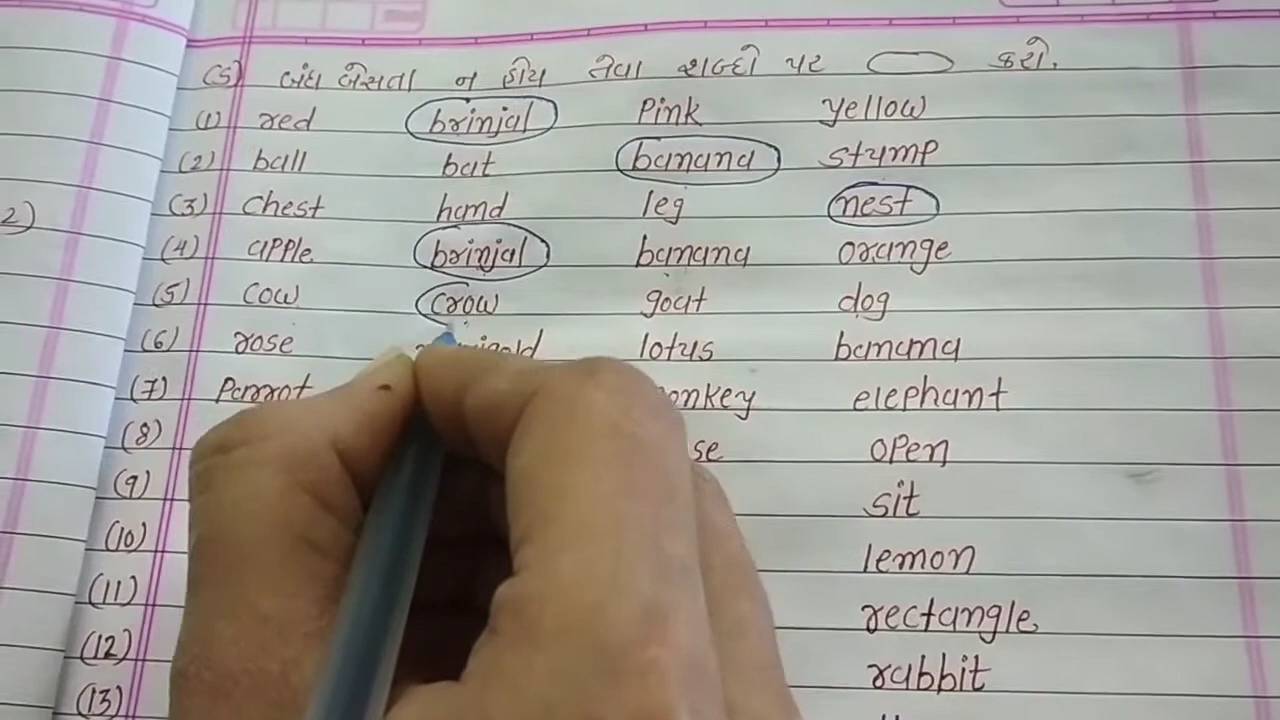 (ડ) બંધ બેસતા ન હોય તેવા શબ્દો પર કરો.
(1) red brinjal Pink yellow
(2) ball bat banana stump
(3) Chest hand leg nest
(4) apple brinjal banana orange
2)
(5) cow crow goat dog
(6) rose lotus banana
(7) Parrot elephant
(8) open
(9) sit
(10) lemon
(11) rectangle
(12) rabbit
(13)